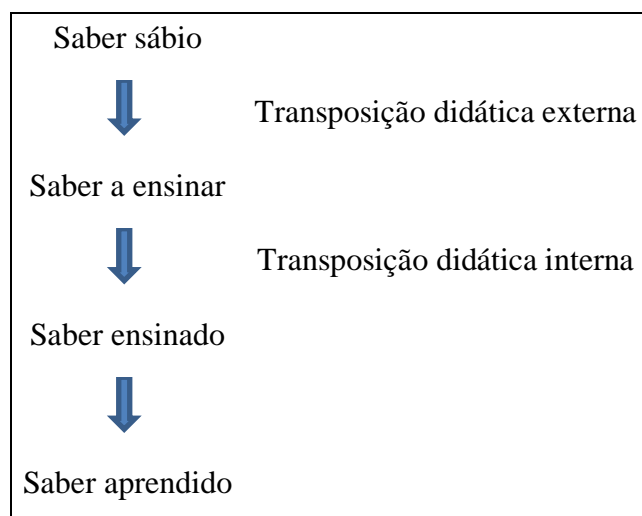 Saber sábio
Transposição didática externa
Saber a ensinar
Transposição didática interna
Saber ensinado
Saber aprendido